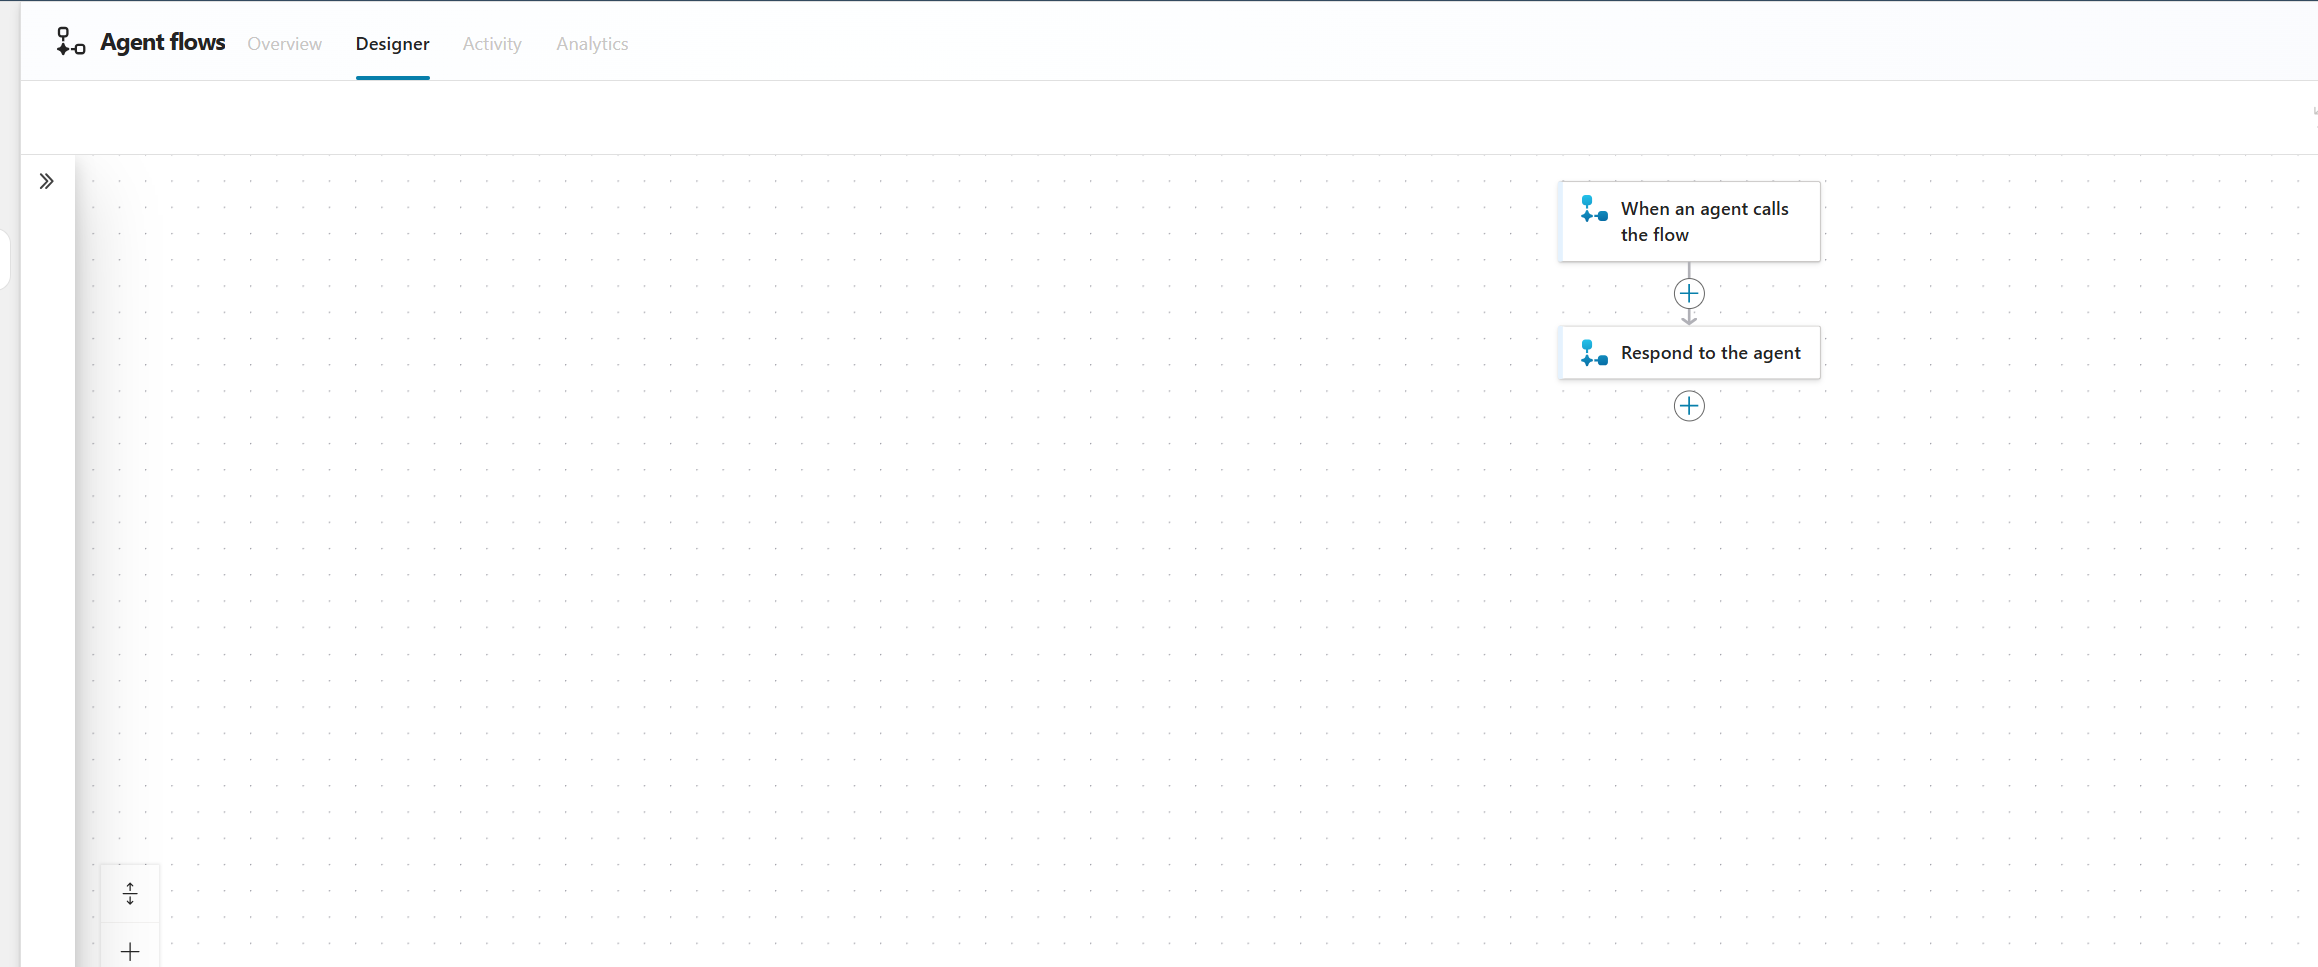 Agent flows Overview Designer Activity Analytics
When an agent calls
the flow
Respond to the agent